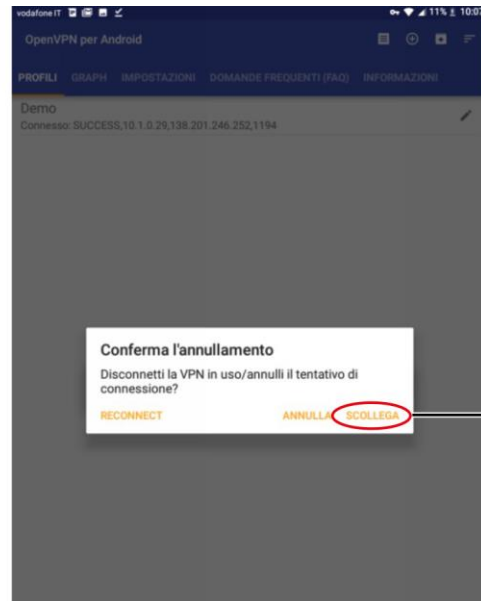 vodafone IT 11% 10:07
OpenVPN per Android
PROFILI GRAPH IMPOSTAZIONI DOMANDE FREQUENTI (FAQ) INFORMAZIONI
Demo
Connesso: SUCCESS,10.1.0.29,138.201.246.252,1194
Conferma l'annullamento
Disconnetti la VPN in uso/annulli il tentativo di
connessione?
RECONNECT ANNULLA SCOLLEGA